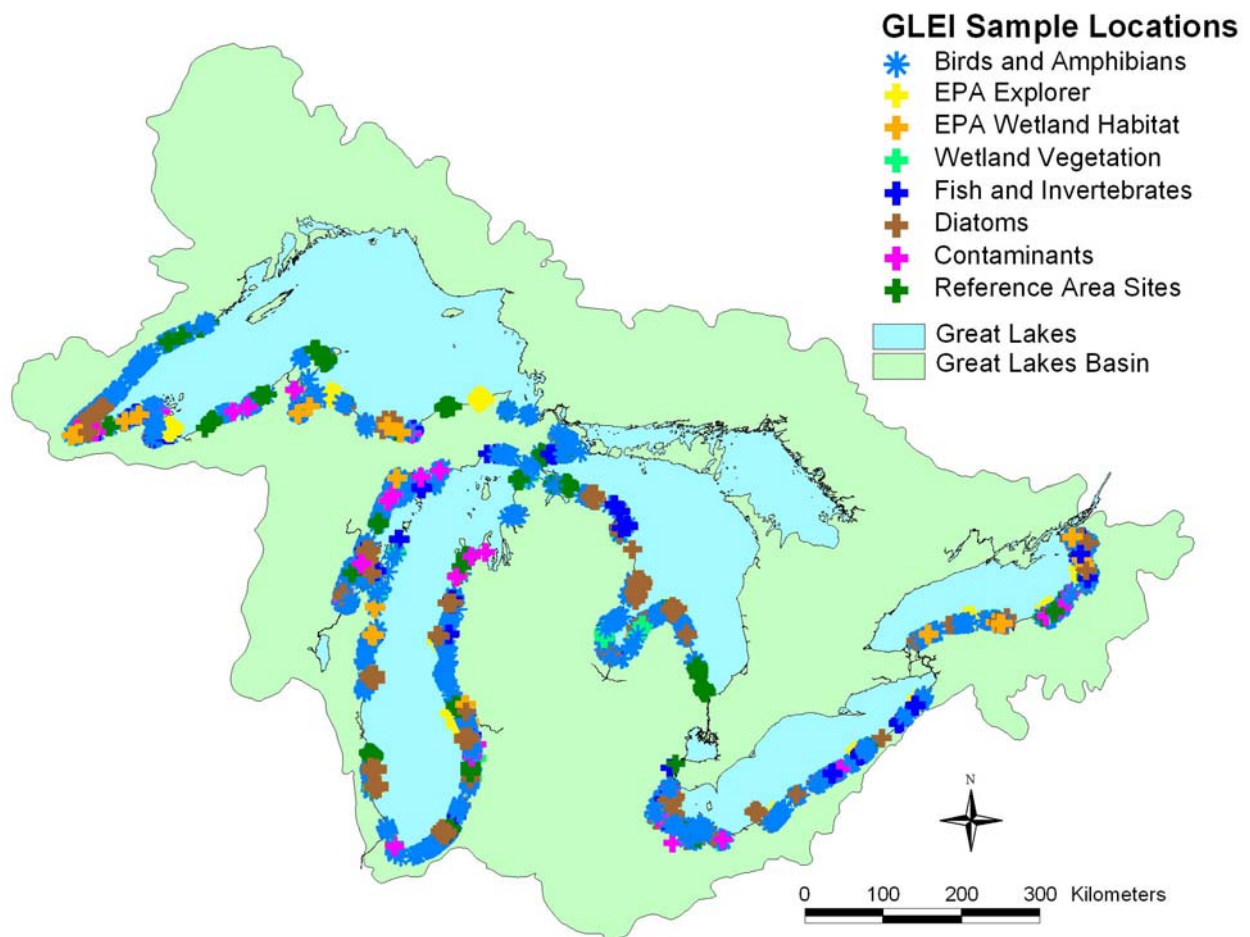 GLEI Sample Locations
Birds and Amphibians
EPA Explorer
EPA Wetland Habitat
Wetland Vegetation
Fish and Invertebrates
Diatoms
Contaminants
Reference Area Sites
Great Lakes
Great Lakes Basin
N
0 100 200 300 Kilometers